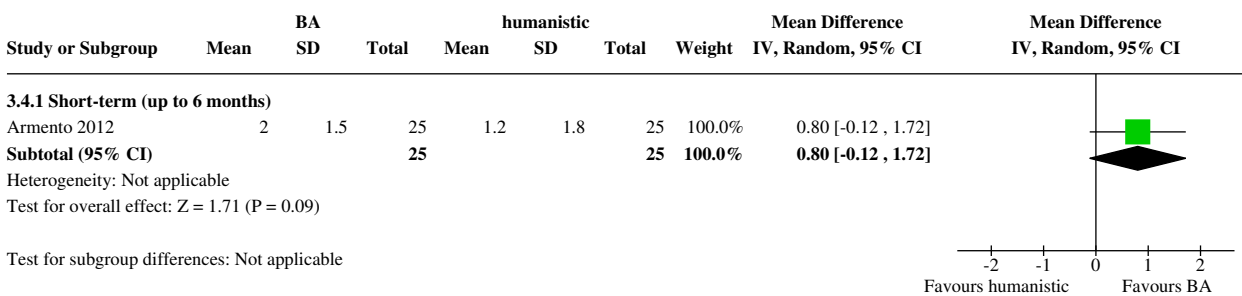 BA humanistic Mean Difference Mean Difference
Study or Subgroup Mean SD Total Mean SD Total Weight IV, Random, 95% CI IV, Random, 95% CI
3.4.1 Short-term (up to 6 months)
Armento 2012 2 1.5 25 1.2 1.8 25 100.0% 0.80 [-0.12 , 1.72]
Subtotal (95% CI) 25 25 100.0% 0.80 [-0.12 , 1.72]
Heterogeneity: Not applicable
Test for overall effect: Z = 1.71 (P = 0.09)
Test for subgroup differences: Not applicable
-2 -1 0 1 2
Favours humanistic Favours BA